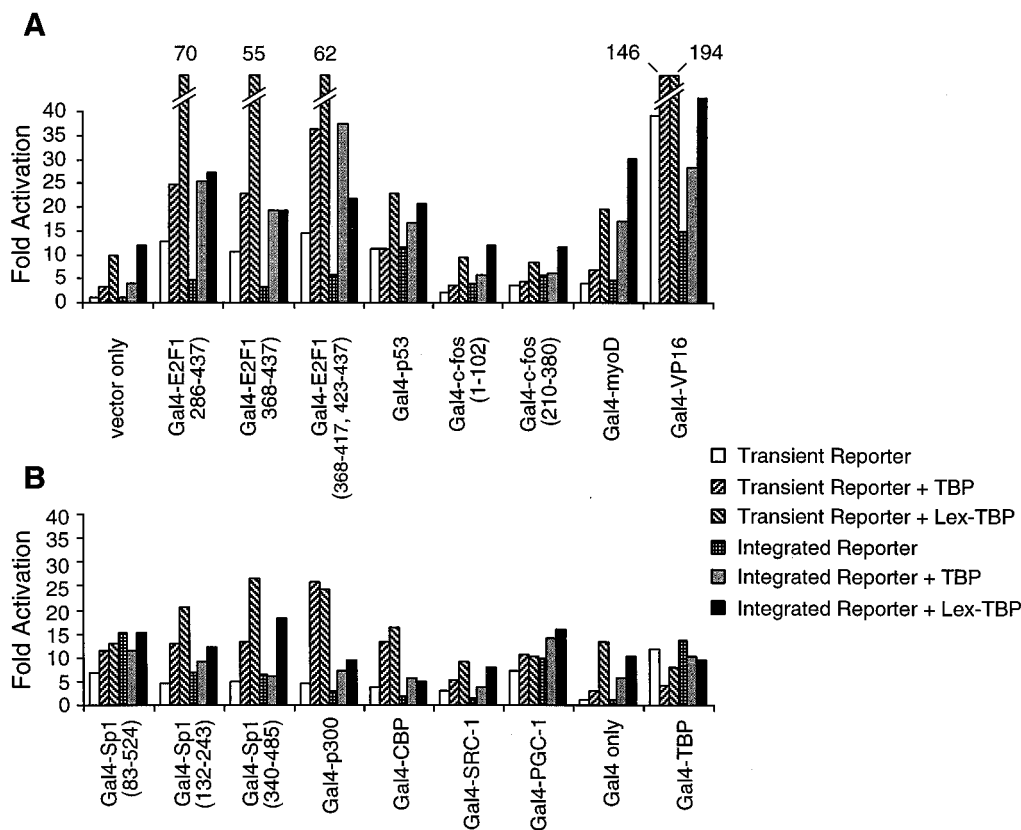 A
70 55 62 146 194
Fold Activation
40
35
30
25
20
15
10
5
0
vector only
Gal4-E2F1
286-437)
Gal4-E2F1
368-437)
Gal4-E2F1
(368-417, 423-437)
Gal4-p53
Gal4-c-fos
(1-102)
Gal4-c-fos
(210-380)
Gal4-myoD
Gal4-VP16
Transient Reporter
Transient Reporter + TBP
Transient Reporter + Lex-TBP
Integrated Reporter
Integrated Reporter + TBP
Integrated Reporter + Lex-TBP
B
Fold Activation
40
35
30
25
20
15
10
5
0
Gal4-Sp1
(83-524)
Gal4-Sp1
(132-243)
Gal4-Sp1
(340-485)
Gal4-p300
Gal4-CBP
Gal4-SRC-1
Gal4-PGC-1
Gal4 only
Gal4-TBP